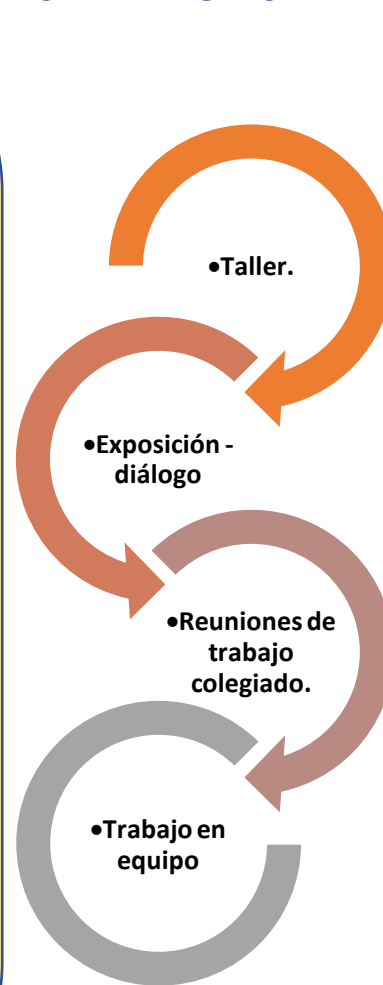 •Taller.
•Exposición -
diálogo
•Reuniones de
trabajo
colegiado.
•Trabajo en
equipo